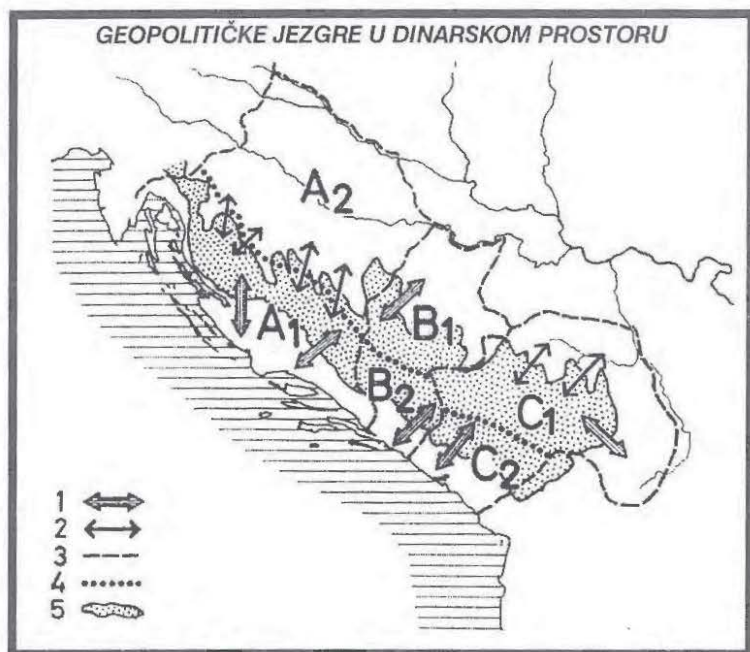 GEOPOLITIČKE JEZGRE U DINARSKOM PROSTORU
A2
A1
B1
B2
C1
C2
1
2
3
4
5